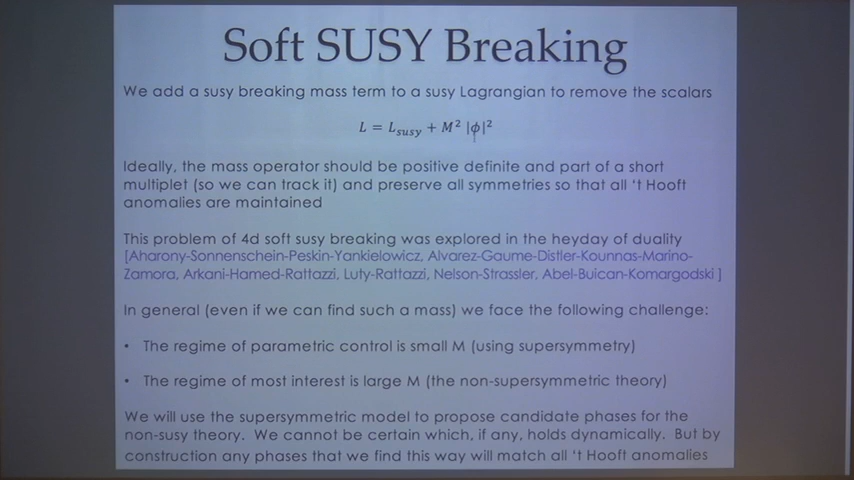 Soft SUSY Breaking
We add a susy breaking mass term to a susy Lagrangian to remove the scalars
L = L_susy + M² |ϕ|²
Ideally, the mass operator should be positive definite and part of a short
multiplet (so we can track it) and preserve all symmetries so that all 't Hooft
anomalies are maintained
This problem of 4d soft susy breaking was explored in the heyday of duality
[Aharony-Sonnenschein-Peskin-Yankielowicz, Alvarez-Gaume-Distler-Kounnas-Marino-
Zamora, Arkani-Hamed-Rattazzi, Luty-Rattazzi, Nelson-Strassler, Abel-Buican-Komargodski ]
In general (even if we can find such a mass) we face the following challenge:
• The regime of parametric control is small M (using supersymmetry)
• The regime of most interest is large M (the non-supersymmetric theory)
We will use the supersymmetric model to propose candidate phases for the
non-susy theory. We cannot be certain which, if any, holds dynamically. But by
construction any phases that we find this way will match all 't Hooft anomalies